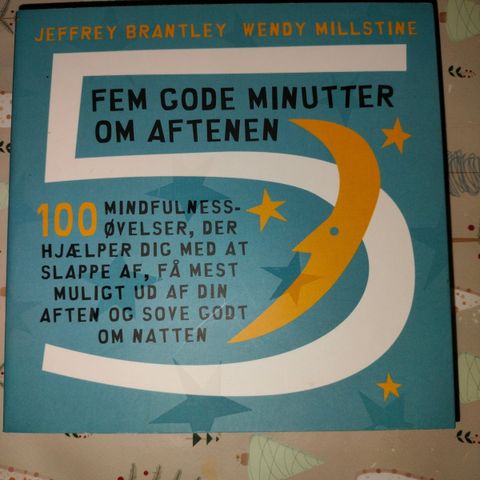 JEFFREY BRANTLEY WENDY MILLSTINE
FEM GODE MINUTTER
OM AFTENEN
100 MINDFULNESS-
ØVELSER, DER
HJÆLPER DIG MED AT
SLAPPE AF, FÅ MEST
MULIGT UD AF DIN
AFTEN OG SOVE GODT
OM NATTEN